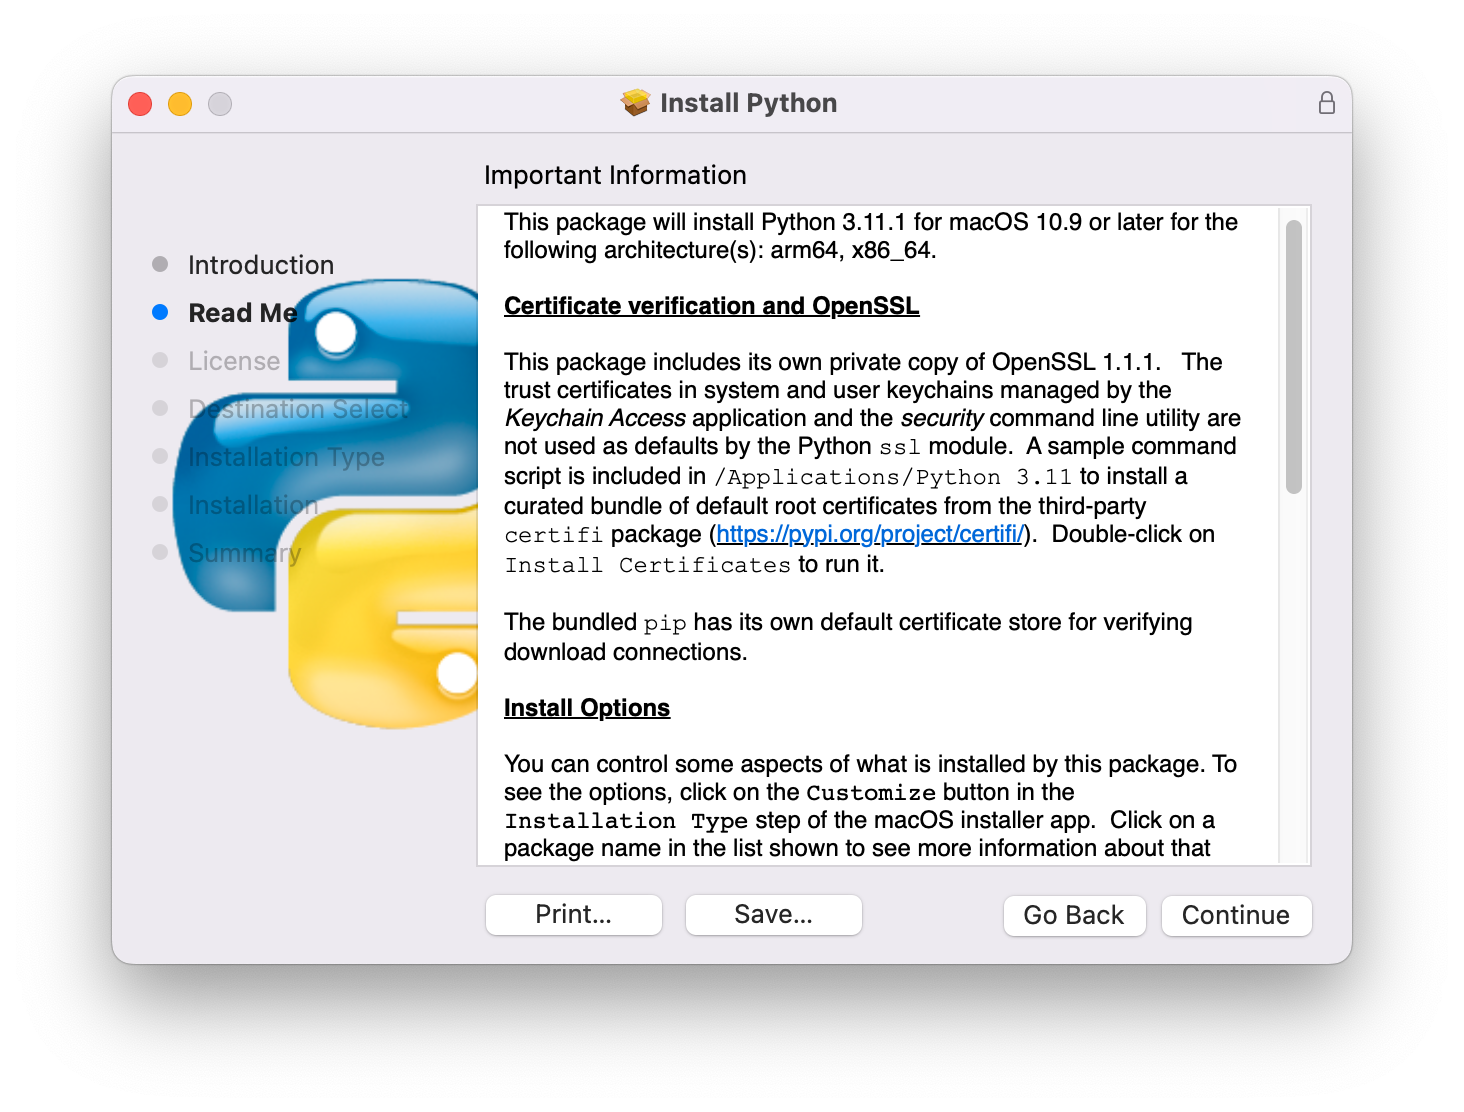 Install Python
Important Information
Introduction
Read Me
License
Destination Select
Installation Type
Installation
Summary
This package will install Python 3.11.1 for macOS 10.9 or later for the
following architecture(s): arm64, x86_64.
Certificate verification and OpenSSL
This package includes its own private copy of OpenSSL 1.1.1.   The
trust certificates in system and user keychains managed by the
Keychain Access application and the security command line utility are
not used as defaults by the Python ssl module.  A sample command
script is included in /Applications/Python 3.11 to install a
curated bundle of default root certificates from the third-party
certifi package (https://pypi.org/project/certifi/).  Double-click on
Install Certificates to run it.
The bundled pip has its own default certificate store for verifying
download connections.
Install Options
You can control some aspects of what is installed by this package. To
see the options, click on the Customize button in the
Installation Type step of the macOS installer app.  Click on a
package name in the list shown to see more information about that
Print...
Save...
Go Back
Continue